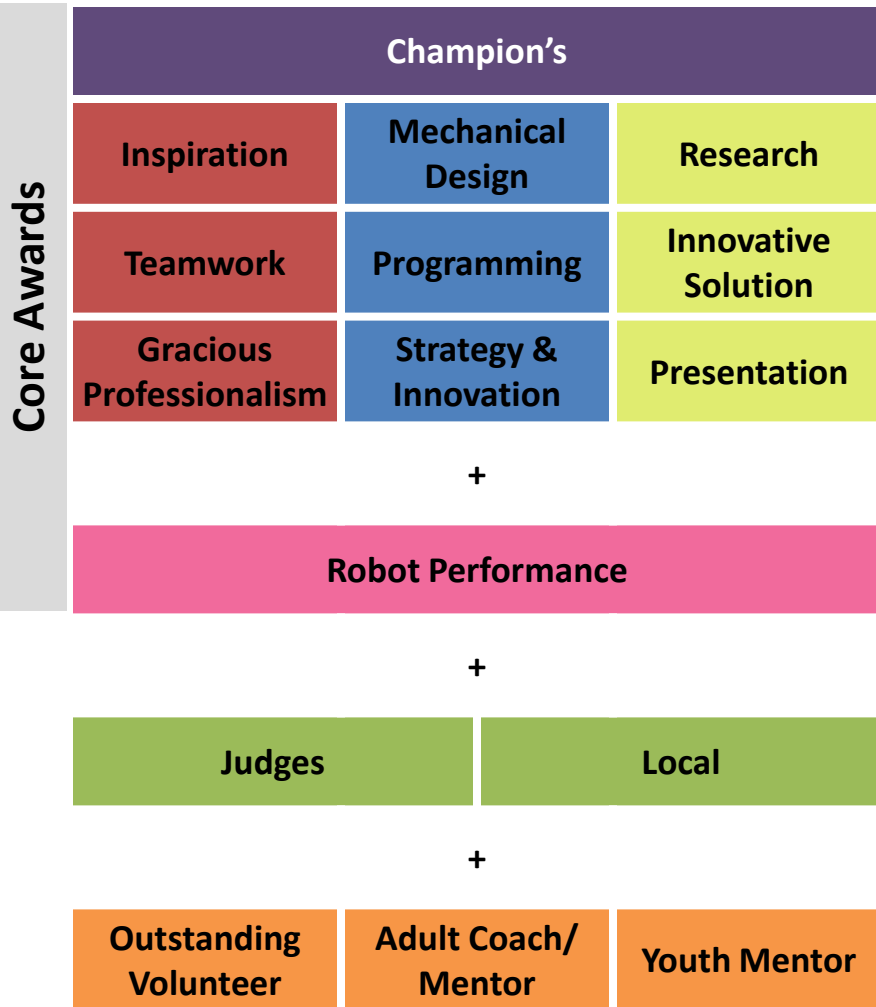 Core Awards
Champion's
Inspiration
Mechanical
Design
Research
Teamwork
Programming
Innovative
Solution
Gracious
Professionalism
Strategy &
Innovation
Presentation
+
Robot Performance
+
Judges
Local
+
Outstanding
Volunteer
Adult Coach/
Mentor
Youth Mentor